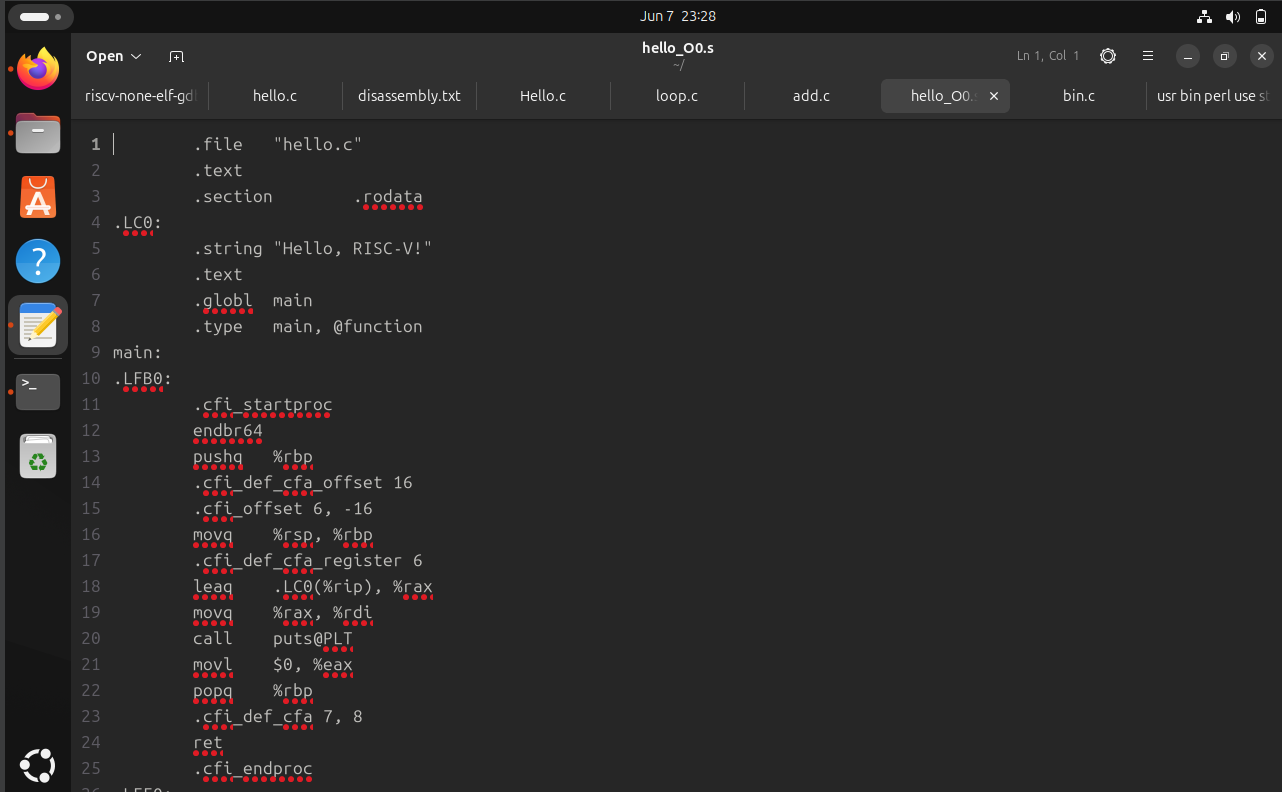 Jun 7 23:28
Open
hello_O0.s
~/
Ln 1, Col 1
riscv-none-elf-gd
hello.c
disassembly.txt
Hello.c
loop.c
add.c
hello_O0.s
bin.c
usr bin perl use st
1 .file "hello.c"
2 .text
3 .section .rodata
4 .LC0:
5 .string "Hello, RISC-V!"
6 .text
7 .globl main
8 .type main, @function
9 main:
10 .LFB0:
11 .cfi_startproc
12 endbr64
13 pushq %rbp
14 .cfi_def_cfa_offset 16
15 .cfi_offset 6, -16
16 movq %rsp, %rbp
17 .cfi_def_cfa_register 6
18 leaq .LC0(%rip), %rax
19 movq %rax, %rdi
20 call puts@PLT
21 movl $0, %eax
22 popq %rbp
23 .cfi_def_cfa 7, 8
24 ret
25 .cfi_endproc
26 .LFE0: